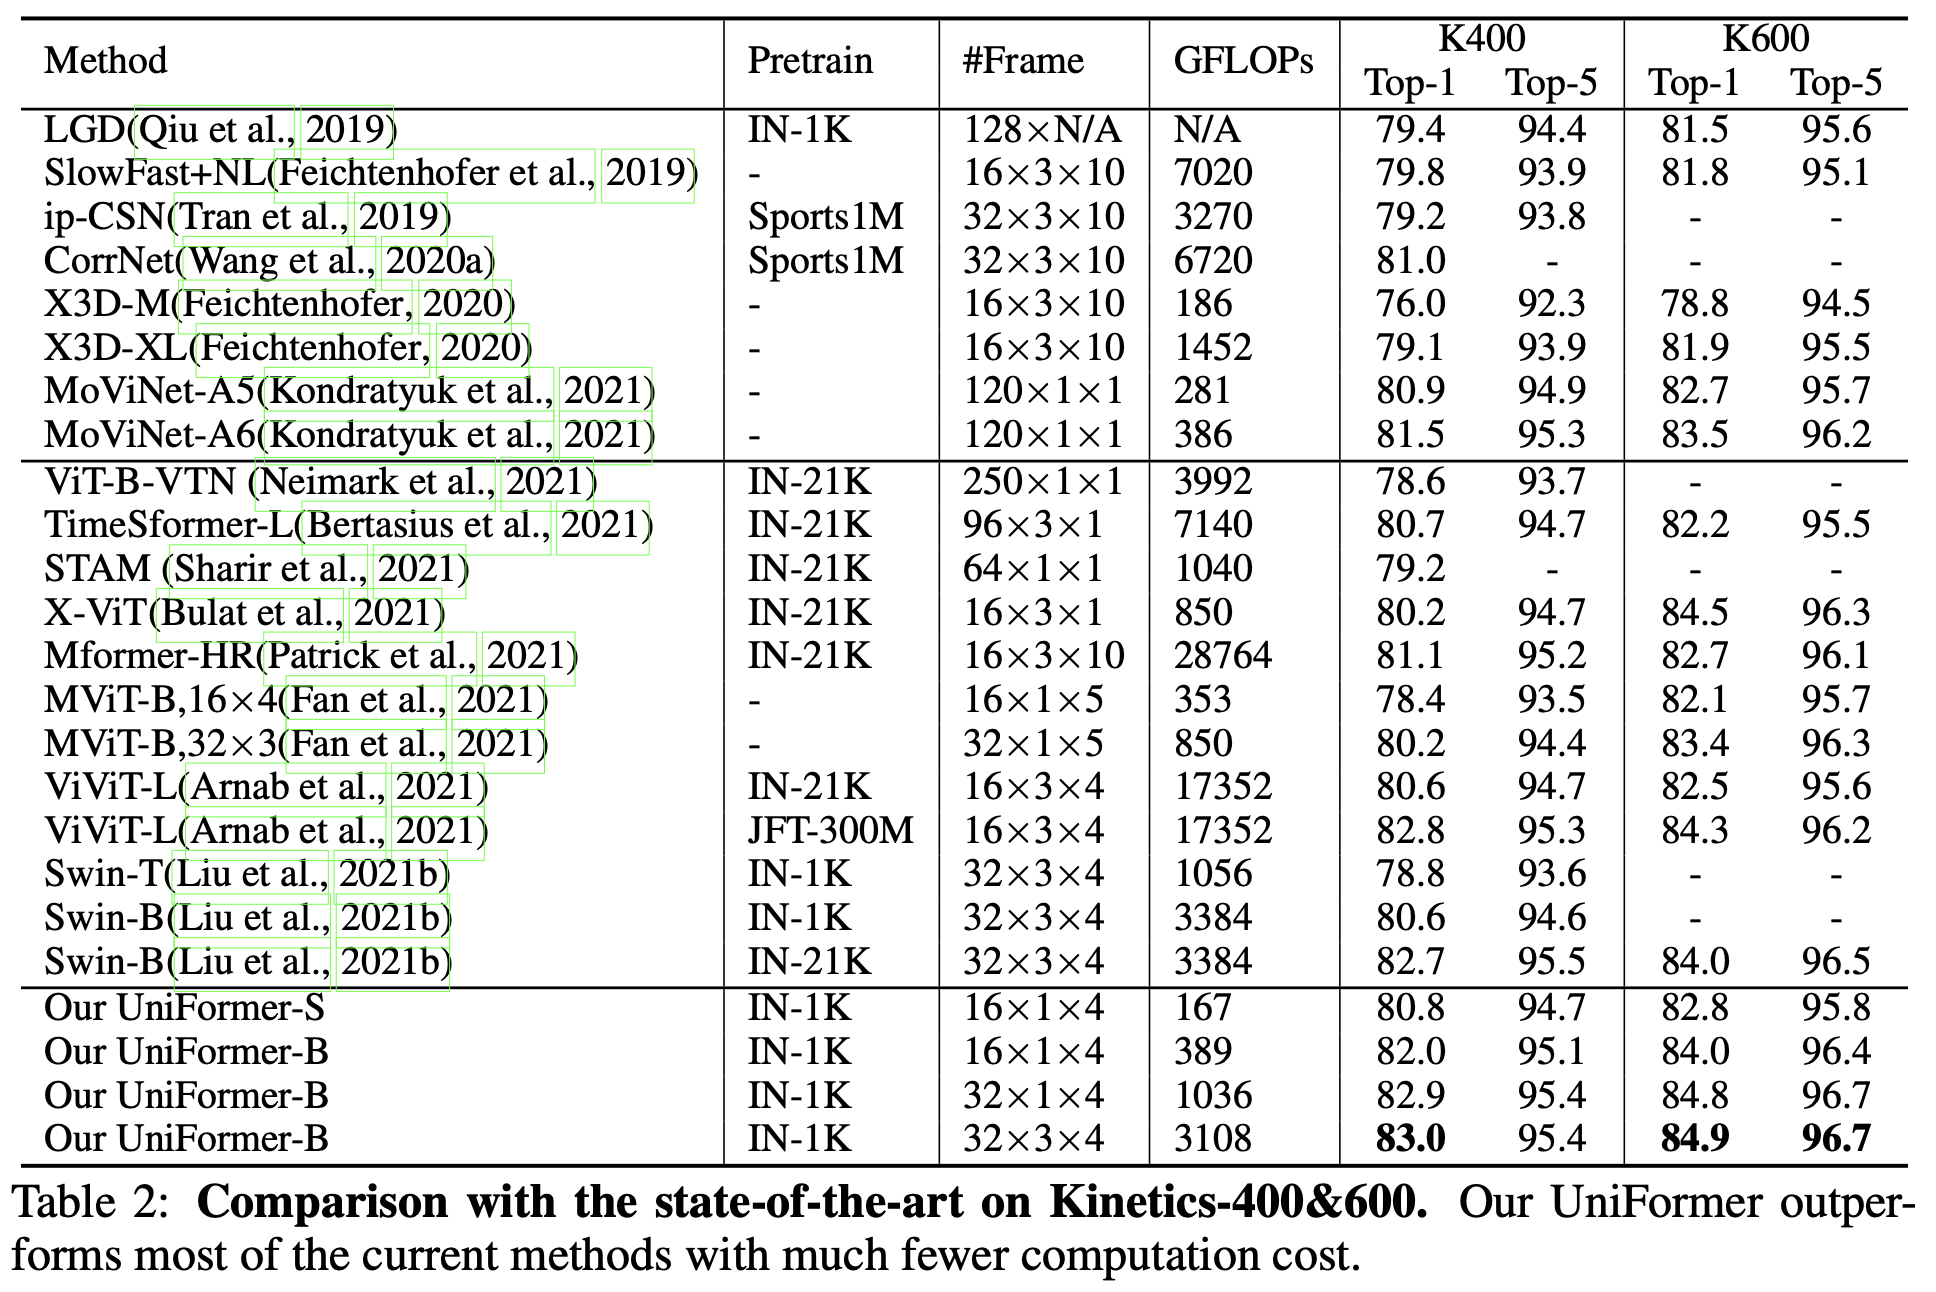 Method Pretrain #Frame GFLOPs K400 K600
Top-1 Top-5 Top-1 Top-5
LGD(Qiu et al., 2019) IN-1K 128×N/A N/A 79.4 94.4 81.5 95.6
SlowFast+NL(Feichtenhofer et al., 2019) - 16×3×10 7020 79.8 93.9 81.8 95.1
ip-CSN(Tran et al., 2019) Sports1M 32×3×10 3270 79.2 93.8 - -
CorrNet(Wang et al., 2020a) Sports1M 32×3×10 6720 81.0 - - -
X3D-M(Feichtenhofer, 2020) - 16×3×10 186 76.0 92.3 78.8 94.5
X3D-XL(Feichtenhofer, 2020) - 16×3×10 1452 79.1 93.9 81.9 95.5
MoViNet-A5(Kondratyuk et al., 2021) - 120×1×1 281 80.9 94.9 82.7 95.7
MoViNet-A6(Kondratyuk et al., 2021) - 120×1×1 386 81.5 95.3 83.5 96.2
ViT-B-VTN (Neimark et al., 2021) IN-21K 250×1×1 3992 78.6 93.7 - -
TimeSformer-L(Bertasius et al., 2021) IN-21K 96×3×1 7140 80.7 94.7 82.2 95.5
STAM (Sharir et al., 2021) IN-21K 64×1×1 1040 79.2 - - -
X-ViT(Bulat et al., 2021) IN-21K 16×3×1 850 80.2 94.7 84.5 96.3
Mformer-HR(Patrick et al., 2021) IN-21K 16×3×10 28764 81.1 95.2 82.7 96.1
MViT-B,16×4(Fan et al., 2021) - 16×1×5 353 78.4 93.5 82.1 95.7
MViT-B,32×3(Fan et al., 2021) - 32×1×5 850 80.2 94.4 83.4 96.3
ViViT-L(Arnab et al., 2021) IN-21K 16×3×4 17352 80.6 94.7 82.5 95.6
ViViT-L(Arnab et al., 2021) JFT-300M 16×3×4 17352 82.8 95.3 84.3 96.2
Swin-T(Liu et al., 2021b) IN-1K 32×3×4 1056 78.8 93.6 - -
Swin-B(Liu et al., 2021b) IN-1K 32×3×4 3384 80.6 94.6 - -
Swin-B(Liu et al., 2021b) IN-21K 32×3×4 3384 82.7 95.5 84.0 96.5
Our UniFormer-S IN-1K 16×1×4 167 80.8 94.7 82.8 95.8
Our UniFormer-B IN-1K 16×1×4 389 82.0 95.1 84.0 96.4
Our UniFormer-B IN-1K 32×1×4 1036 82.9 95.4 84.8 96.7
Our UniFormer-B IN-1K 32×3×4 3108 83.0 95.4 84.9 96.7
Table 2: Comparison with the state-of-the-art on Kinetics-400&600. Our UniFormer outper-
forms most of the current methods with much fewer computation cost.